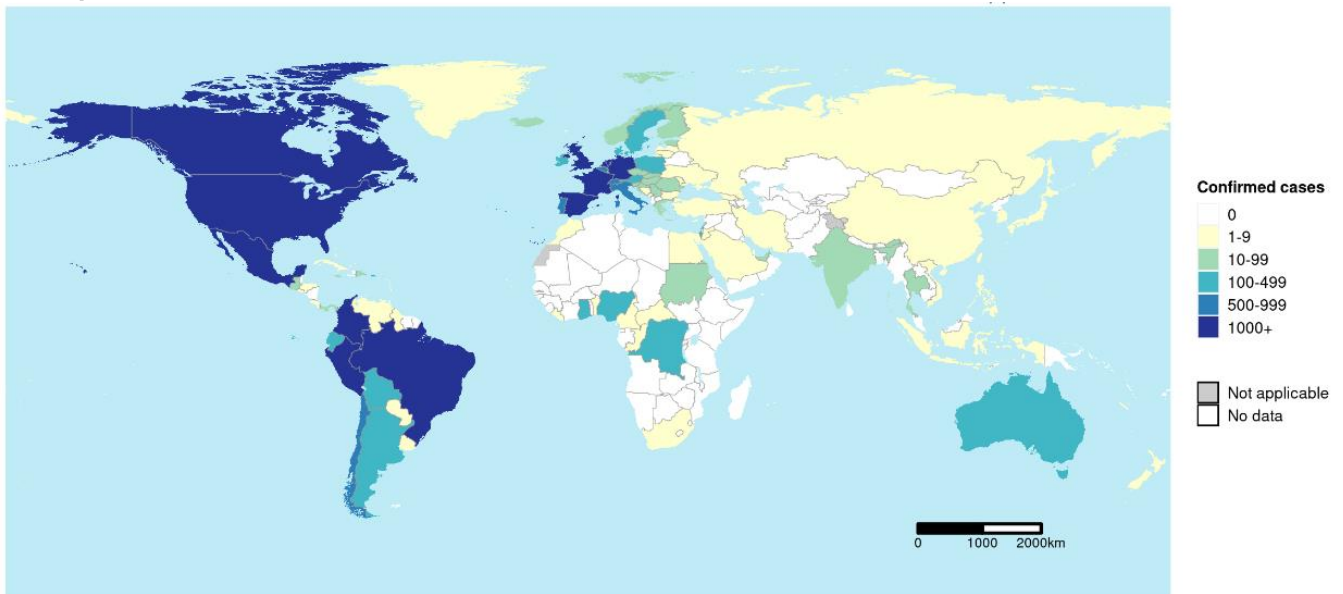 Confirmed cases
0
1-9
10-99
100-499
500-999
1000+
Not applicable
No data
0 1000 2000km